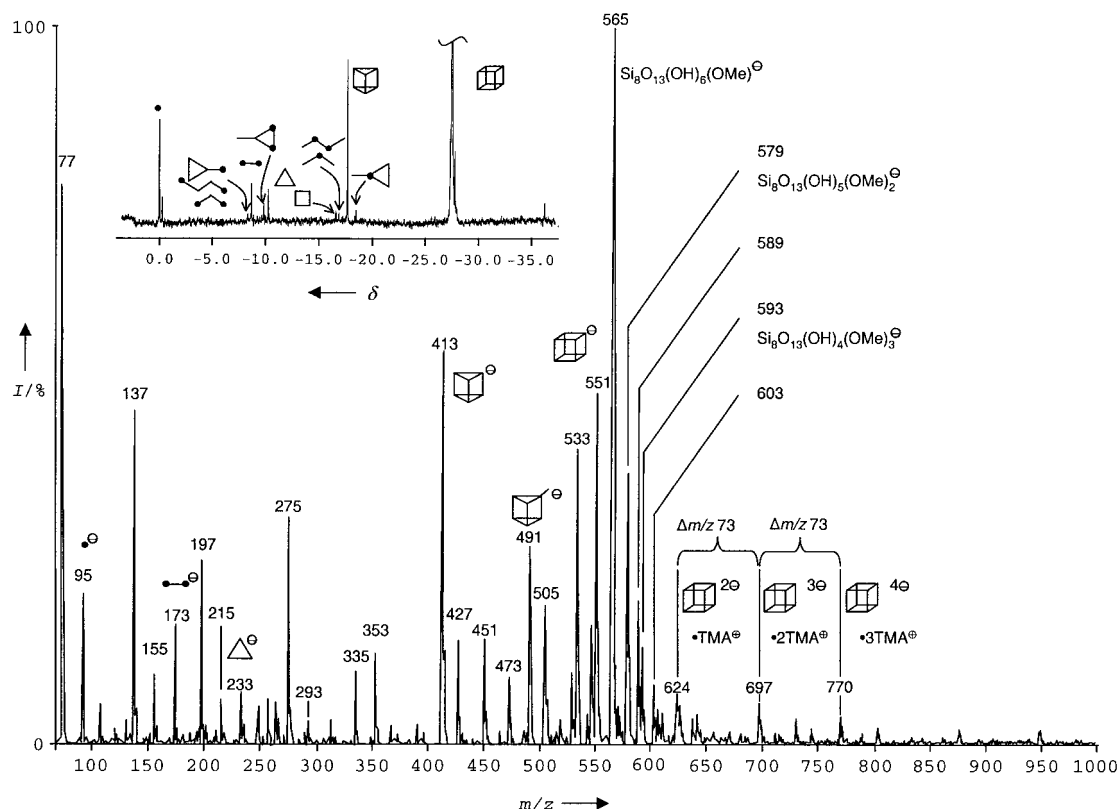 100
565
Si8O13(OH)6(OMe)⊖
77
579
Si8O13(OH)5(OMe)2⊖
589
593
Si8O13(OH)4(OMe)3⊖
603
0.0 -5.0 -10.0 -15.0 -20.0 -25.0 -30.0 -35.0
← δ
I/%
413
⊖
⊖
551
533
137
⊖
491
505
275
197
⊖
95
⊖
173
215
155
⊖
233
293
335
353
427
451
473
Δm/z 73 Δm/z 73
2⊖ 3⊖ 4⊖
•TMA⊕ •2TMA⊕ •3TMA⊕
624 697 770
0
100 150 200 250 300 350 400 450 500 550 600 650 700 750 800 850 900 950 1000
m/z →